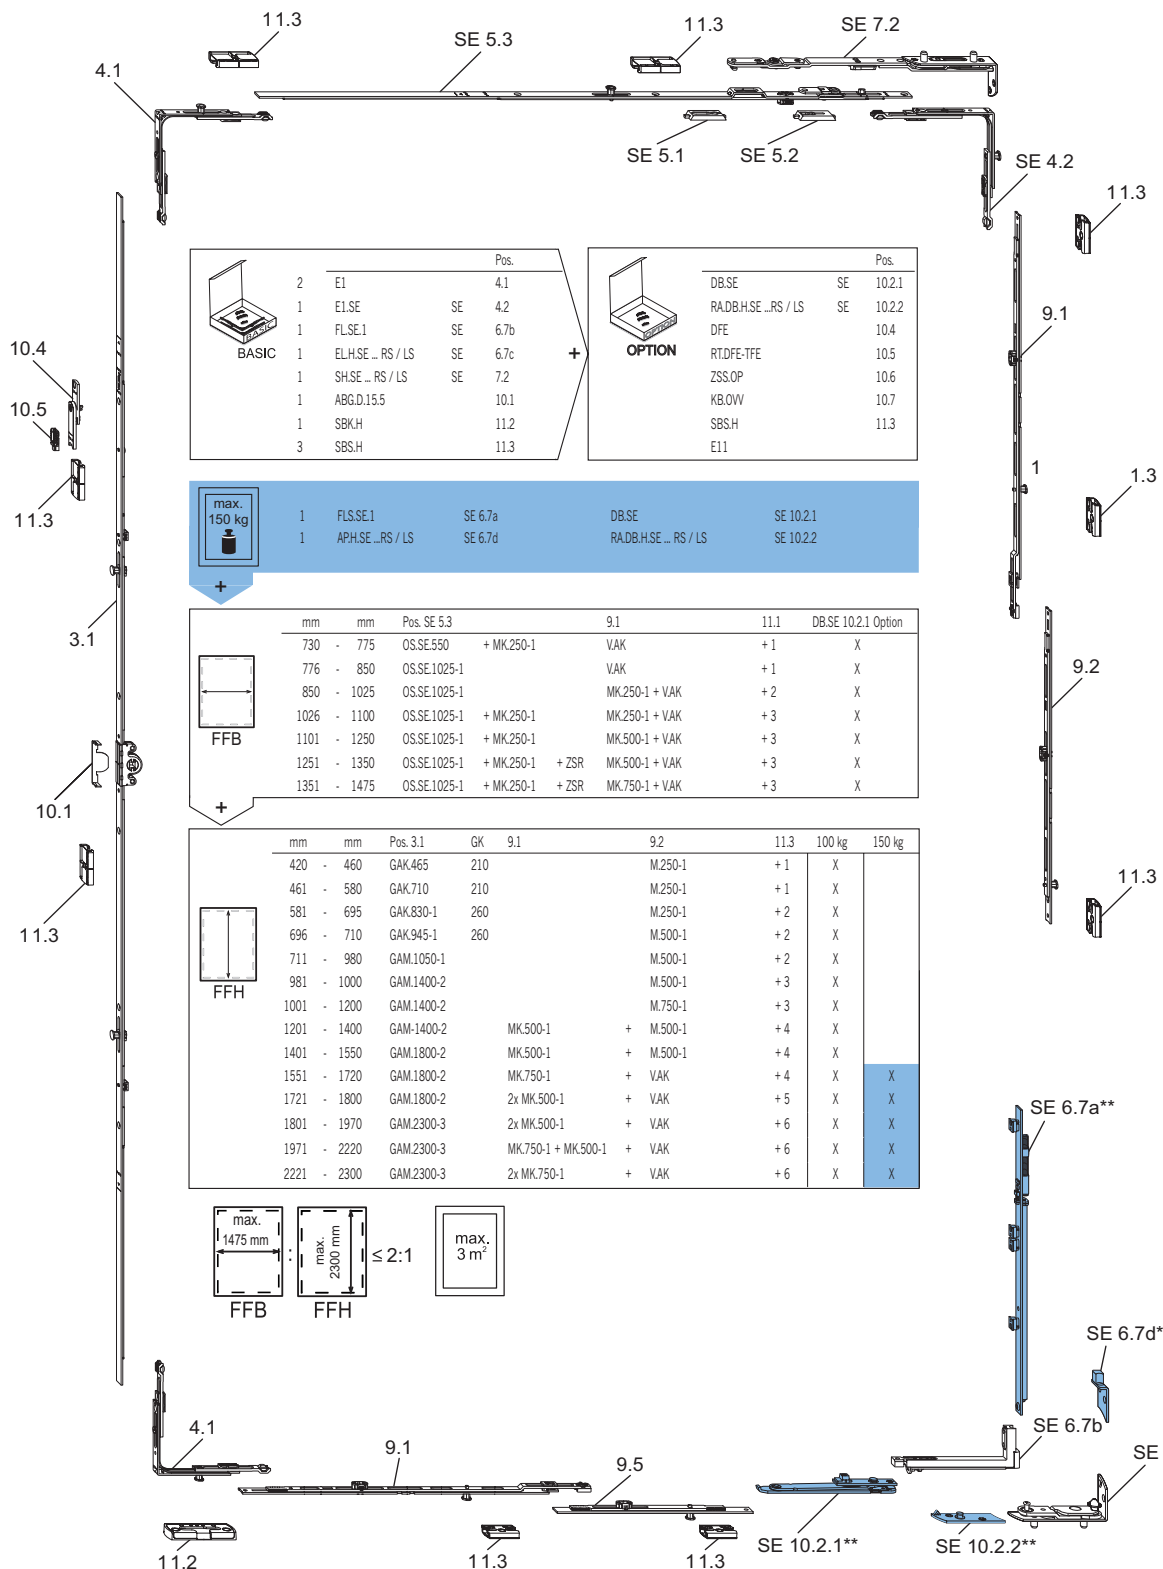 11.3
SE 5.3
11.3
SE 7.2
4.1
SE 5.1
SE 5.2
SE 4.2
11.3
Pos.
2 E1 4.1
1 E1.SE SE 4.2
1 FL.SE.1 SE 6.7b
1 EL.H.SE ... RS / LS SE 6.7c
1 SH.SE ... RS / LS SE 7.2
1 ABG.D.15.5 10.1
1 SBK.H 11.2
3 SBS.H 11.3
BASIC
BASIC
+
Pos.
DB.SE SE 10.2.1
RA.DB.H.SE ...RS / LS SE 10.2.2
DFE 10.4
RT.DFE-TFE 10.5
ZSS.OP 10.6
KB.OVV 10.7
SBS.H 11.3
E11
OPTION
OPTION
9.1
10.4
10.5
11.3
1
1.3
max.
150 kg
1 FLS.SE.1 SE 6.7a DB.SE SE 10.2.1
1 AP.H.SE ...RS / LS SE 6.7d RA.DB.H.SE ... RS / LS SE 10.2.2
+
3.1
mm mm Pos. SE 5.3 9.1 11.1 DB.SE 10.2.1 Option
730 - 775 OS.SE.550 + MK.250-1 V.AK + 1 X
776 - 850 OS.SE.1025-1 V.AK + 1 X
850 - 1025 OS.SE.1025-1 MK.250-1 + V.AK + 2 X
1026 - 1100 OS.SE.1025-1 + MK.250-1 MK.250-1 + V.AK + 3 X
1101 - 1250 OS.SE.1025-1 + MK.250-1 MK.500-1 + V.AK + 3 X
1251 - 1350 OS.SE.1025-1 + MK.250-1 + ZSR MK.500-1 + V.AK + 3 X
1351 - 1475 OS.SE.1025-1 + MK.250-1 + ZSR MK.750-1 + V.AK + 3 X
FFB
+
9.2
10.1
11.3
11.3
mm mm Pos. 3.1 GK 9.1 9.2 11.3 100 kg 150 kg
420 - 460 GAK.465 210 M.250-1 + 1 X
461 - 580 GAK.710 210 M.250-1 + 1 X
581 - 695 GAK.830-1 260 M.250-1 + 2 X
696 - 710 GAK.945-1 260 M.500-1 + 2 X
711 - 980 GAM.1050-1 M.500-1 + 2 X
981 - 1000 GAM.1400-2 M.500-1 + 3 X
1001 - 1200 GAM.1400-2 M.750-1 + 3 X
1201 - 1400 GAM-1400-2 MK.500-1 + M.500-1 + 4 X
1401 - 1550 GAM.1800-2 MK.500-1 + M.500-1 + 4 X
1551 - 1720 GAM.1800-2 MK.750-1 + V.AK + 4 X X
1721 - 1800 GAM.1800-2 2x MK.500-1 + V.AK + 5 X X
1801 - 1970 GAM.2300-3 2x MK.500-1 + V.AK + 6 X X
1971 - 2220 GAM.2300-3 MK.750-1 + MK.500-1 + V.AK + 6 X X
2221 - 2300 GAM.2300-3 2x MK.750-1 + V.AK + 6 X X
FFH
SE 6.7a**
max.
1475 mm
FFB
:
max.
2300 mm
FFH
≤ 2:1
max.
3 m²
SE 6.7d*
SE 6.7b
4.1
9.1
9.5
SE
11.2
11.3
11.3
SE 10.2.1**
SE 10.2.2**